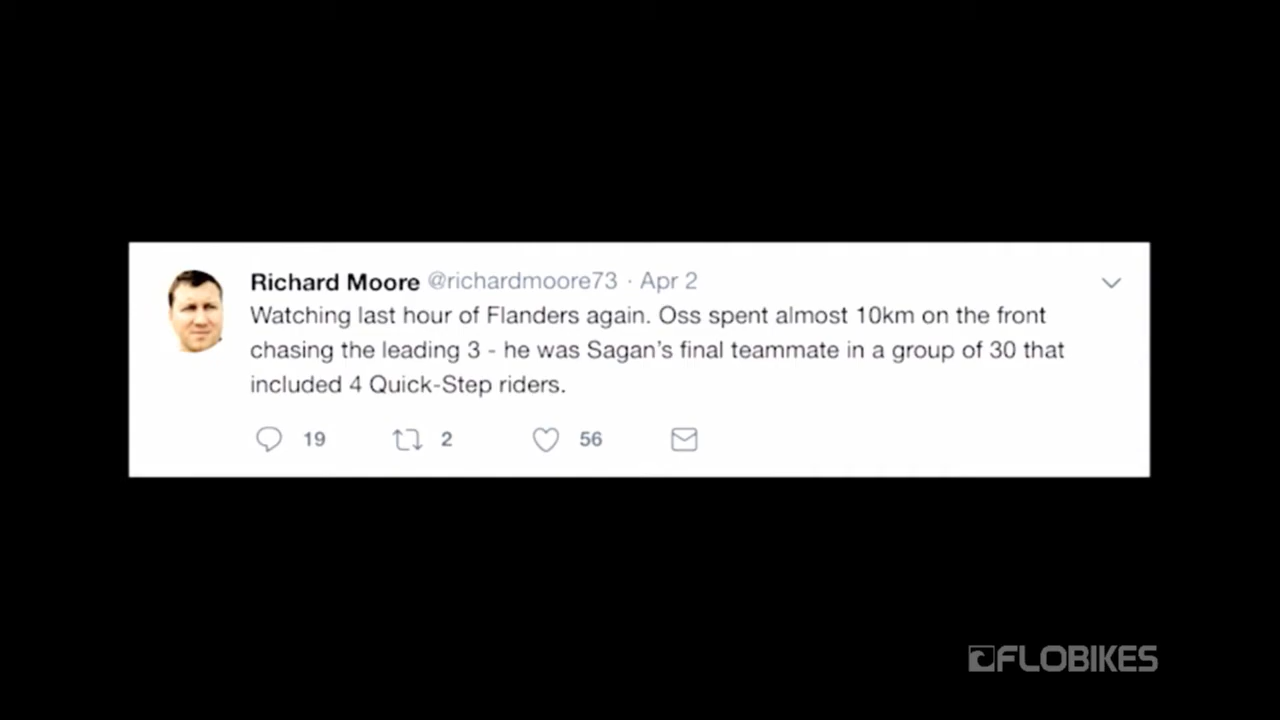 Richard Moore @richardmoore73 · Apr 2
Watching last hour of Flanders again. Oss spent almost 10km on the front
chasing the leading 3 - he was Sagan's final teammate in a group of 30 that
included 4 Quick-Step riders.
19 2 56
FLOBIKES